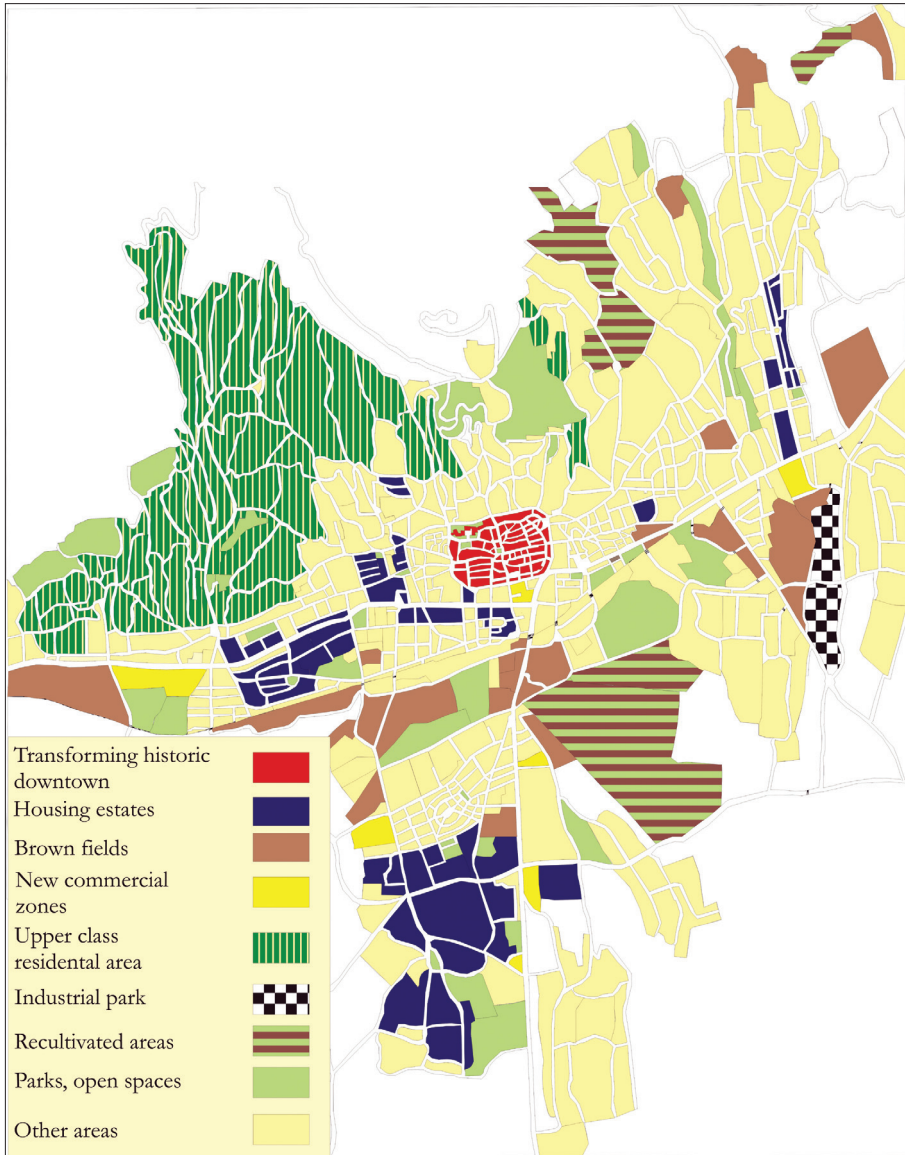 Transforming historic
downtown
Housing estates
Brown fields
New commercial
zones
Upper class
residental area
Industrial park
Recultivated areas
Parks, open spaces
Other areas